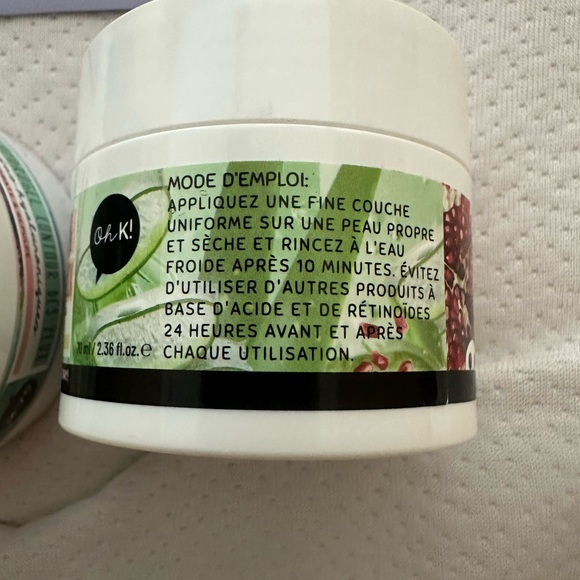 MODE D'EMPLOI:
APPLIQUEZ UNE FINE COUCHE
UNIFORME SUR UNE PEAU PROPRE
ET SÈCHE ET RINCEZ À L'EAU
FROIDE APRÈS 10 MINUTES. ÉVITEZ
D'UTILISER D'AUTRES PRODUITS À
BASE D'ACIDE ET DE RÉTINOÏDES
24 HEURES AVANT ET APRÈS
CHAQUE UTILISATION.
Oh K!
70 ml / 2.36 fl.oz. e